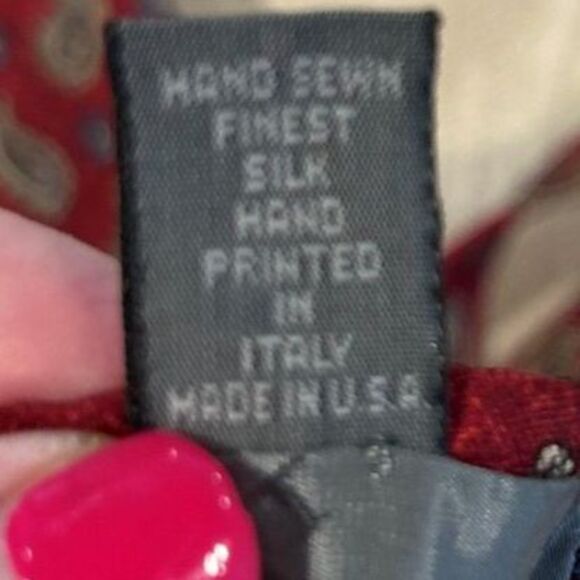 HAND SEWN
FINEST
SILK
HAND
PRINTED
IN
ITALY
MADE IN U.S.A.